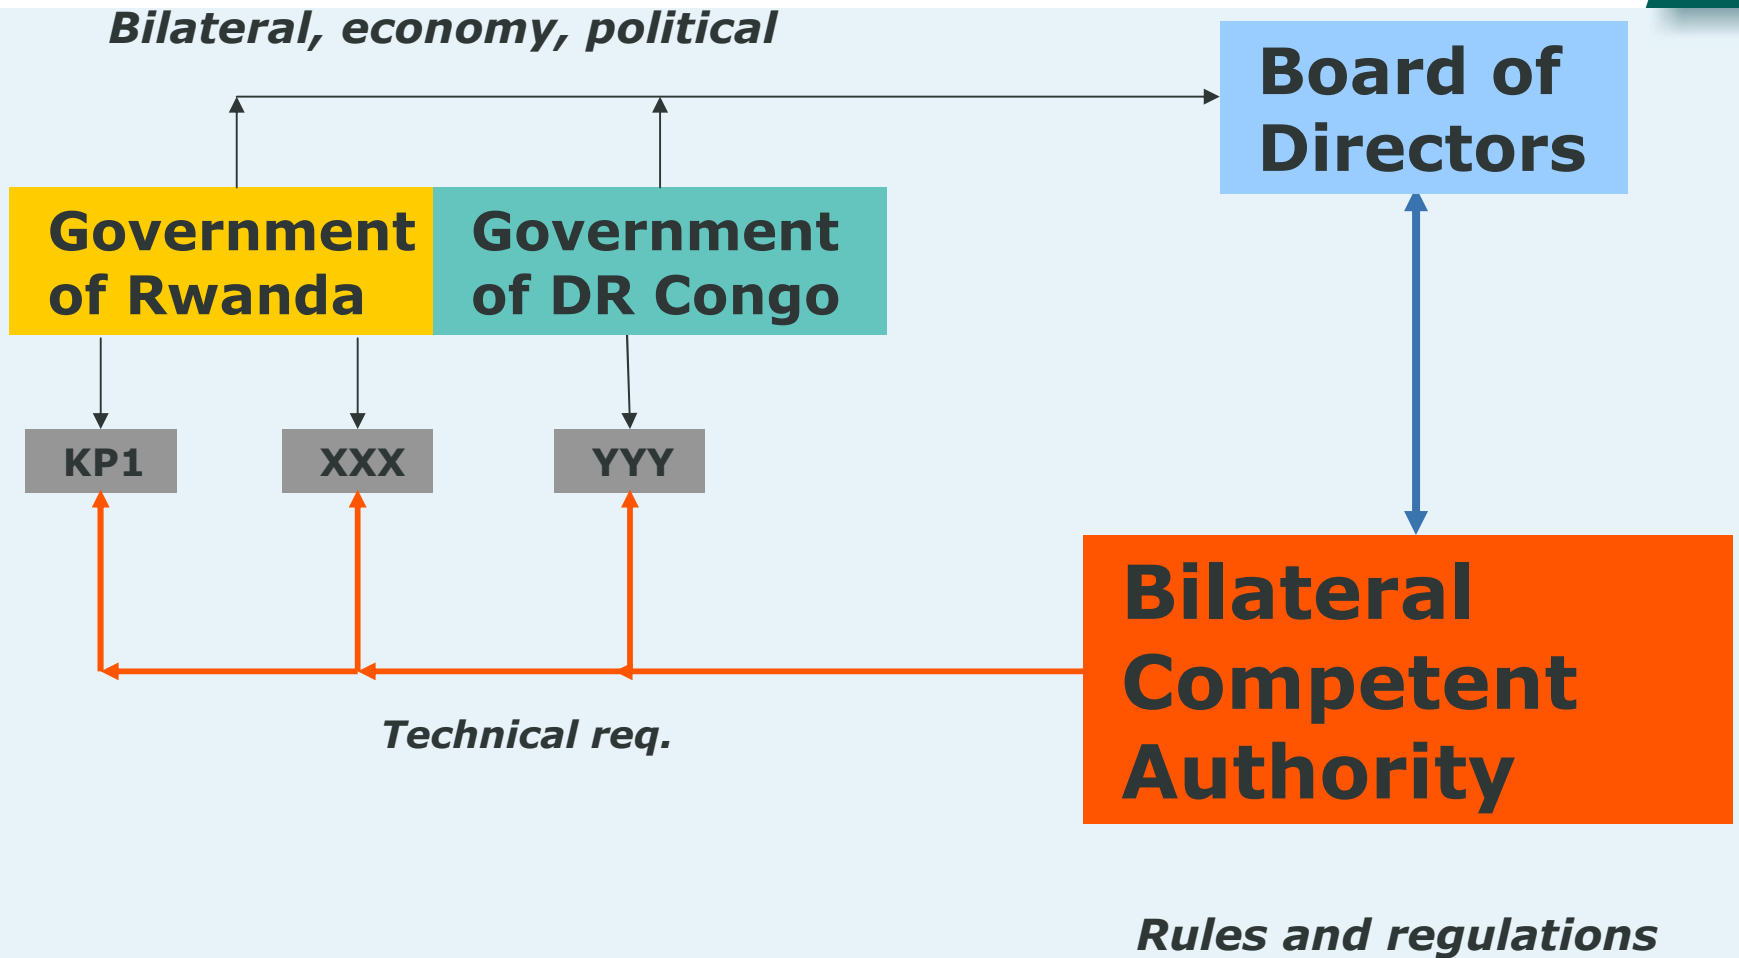 Bilateral, economy, political
Board of
Directors
Government
of Rwanda
Government
of DR Congo
KP1
XXX
YYY
Bilateral
Competent
Authority
Technical req.
Rules and regulations